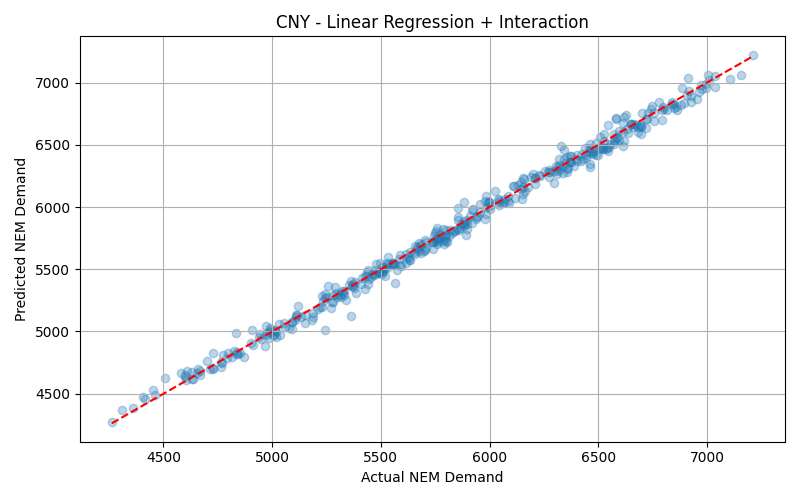 CNY - Linear Regression + Interaction
Predicted NEM Demand
7000
6500
6000
5500
5000
4500
4500 5000 5500 6000 6500 7000
Actual NEM Demand